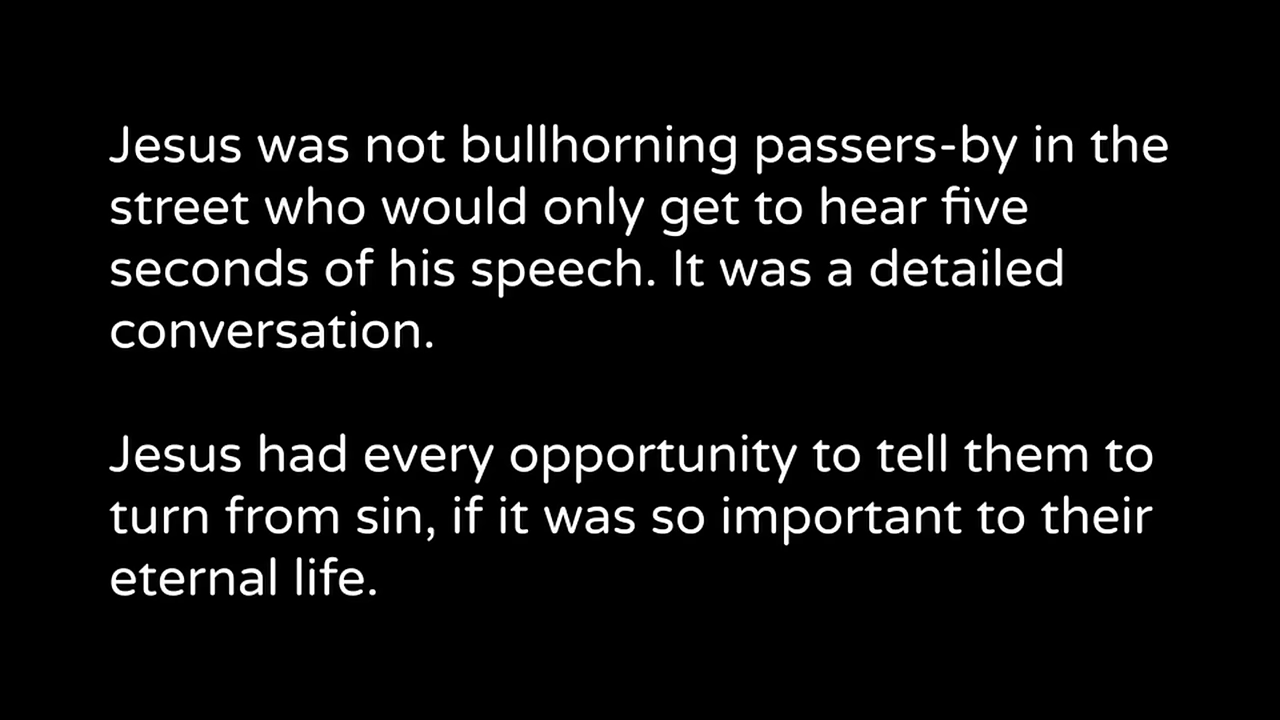 Jesus was not bullhorning passers-by in the
street who would only get to hear five
seconds of his speech. It was a detailed
conversation.
Jesus had every opportunity to tell them to
turn from sin, if it was so important to their
eternal life.